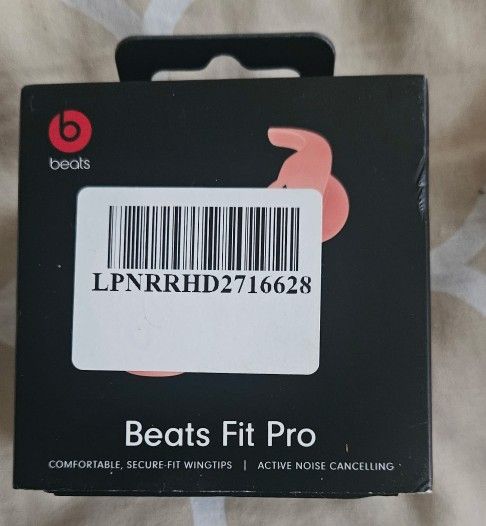 beats
LPNRRHD2716628
Beats Fit Pro
COMFORTABLE, SECURE-FIT WINGTIPS | ACTIVE NOISE CANCELLING